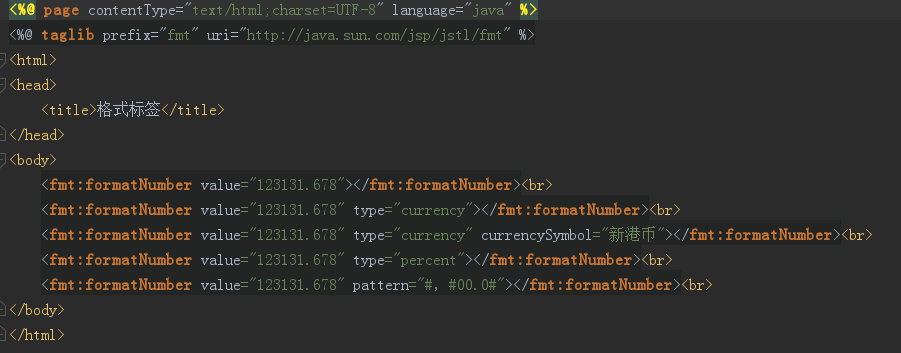 <%@ page contentType="text/html;charset=UTF-8" language="java" %>
<%@ taglib prefix="fmt" uri="http://java.sun.com/jsp/jstl/fmt" %>
<html>
<head>
    <title>格式标签</title>
</head>
<body>
    <fmt:formatNumber value="123131.678"></fmt:formatNumber><br>
    <fmt:formatNumber value="123131.678" type="currency"></fmt:formatNumber><br>
    <fmt:formatNumber value="123131.678" type="currency" currencySymbol="新港币"></fmt:formatNumber><br>
    <fmt:formatNumber value="123131.678" type="percent"></fmt:formatNumber><br>
    <fmt:formatNumber value="123131.678" pattern="#，#00.0#"></fmt:formatNumber><br>
</body>
</html>